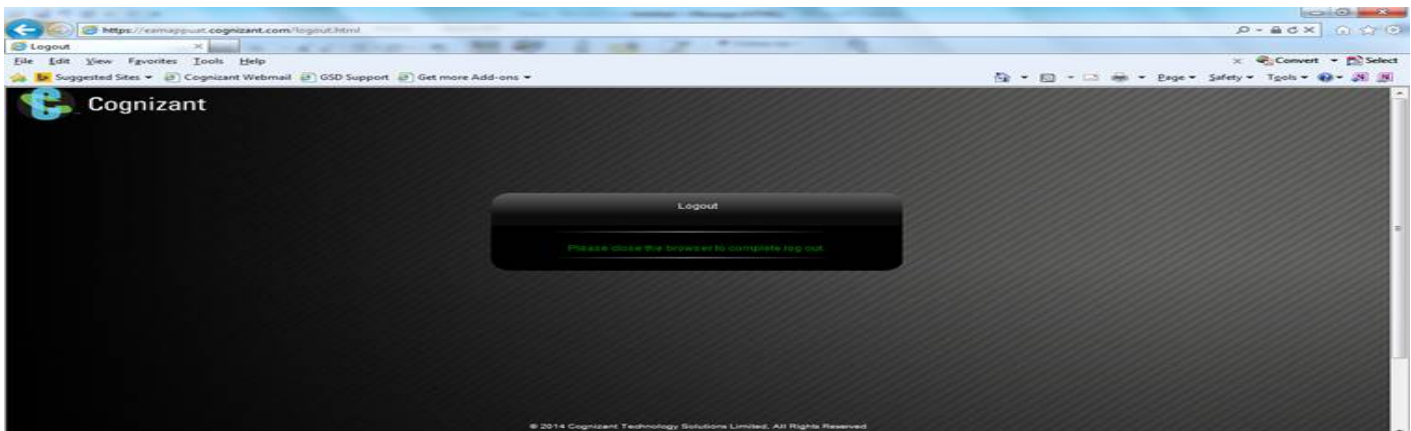 https://eamappuat.cognizant.com/logout.html
Logout
File Edit View Favorites Tools Help
Convert Select
Suggested Sites Cognizant Webmail GSD Support Get more Add-ons
Page Safety Tools
Cognizant
Logout
Please close the browser to complete log out
© 2014 Cognizant Technology Solutions Limited, All Rights Reserved